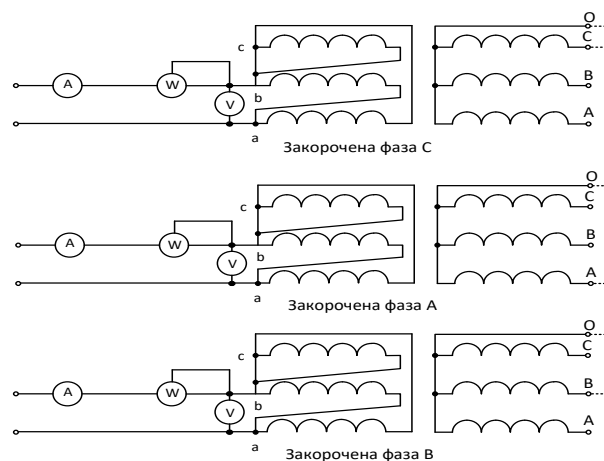 O
c C
A W b B
V
a A
Закорочена фаза С
O
c C
A W b B
V
a A
Закорочена фаза А
O
c C
A W b B
V
a A
Закорочена фаза В